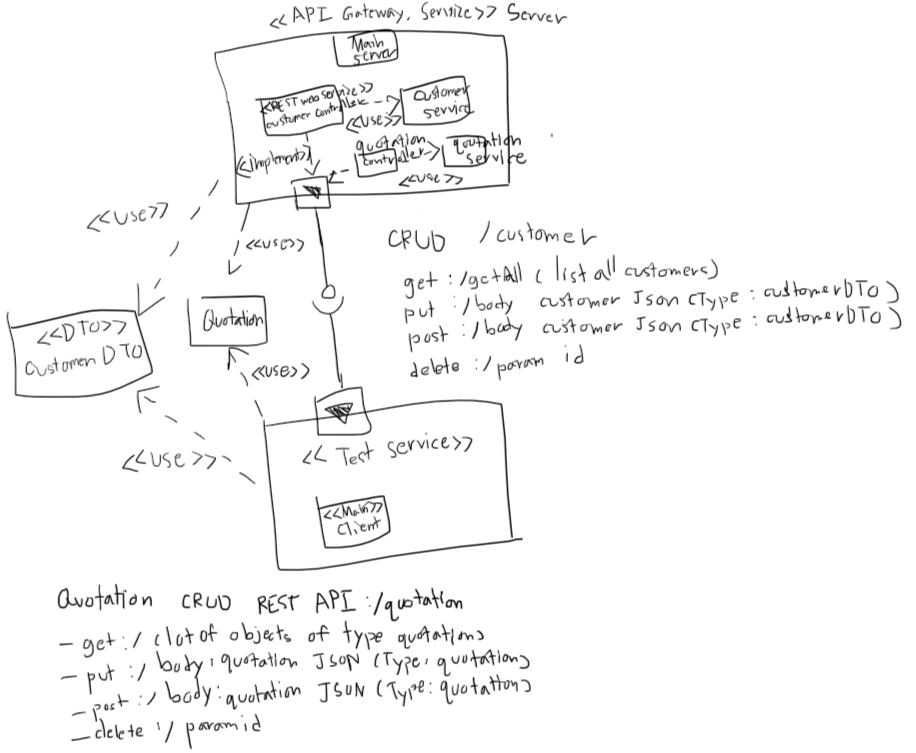 <<API Gateway, Service>> Server
Main
server
<<REST web service>>
customer controller
customer
service
<<use>>
quotation
controller
quotation
service
<<implements>>
<<use>>
<<use>>
<<use>>
CRUD /customer
get :/getAll ( list all customers)
put :/body customer Json (Type : customerDTO )
post :/body customer Json (Type : customerDTO )
delete :/param id
Quotation
<<DTO>>
Customer DTO
<<use>>
<<use >>
<< Test service>>
<<Main>>
Client
Quotation CRUD REST API :/quotation
- get :/ (list of objects of type quotation)
- put :/ body: quotation JSON (Type: quotation)
- post :/ body: quotation JSON (Type: quotation)
- delete :/ param id